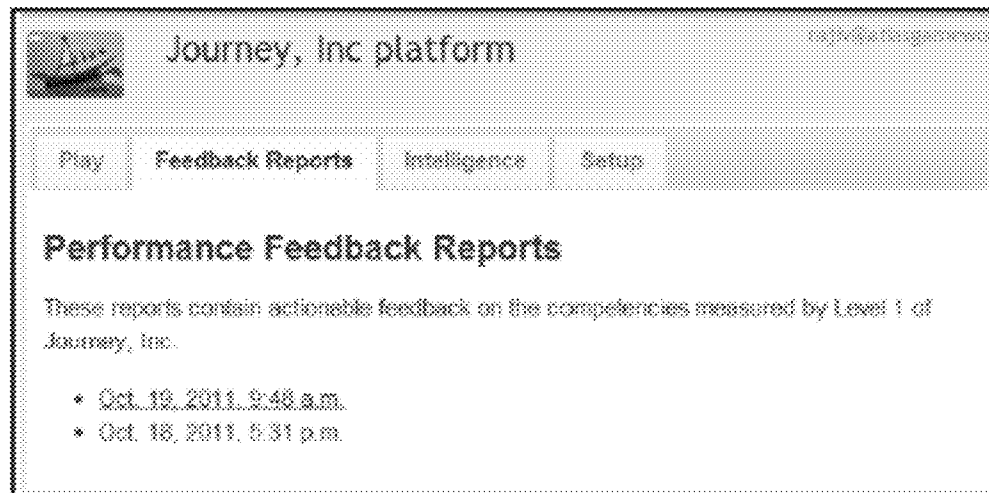 Journey, Inc platform
Play Feedback Reports Intelligence Setup
Performance Feedback Reports
These reports contain actionable feedback on the competencies measured by Level 1 of
Journey, Inc.
• Oct. 19, 2011, 9:48 a.m.
• Oct. 18, 2011, 5:31 p.m.